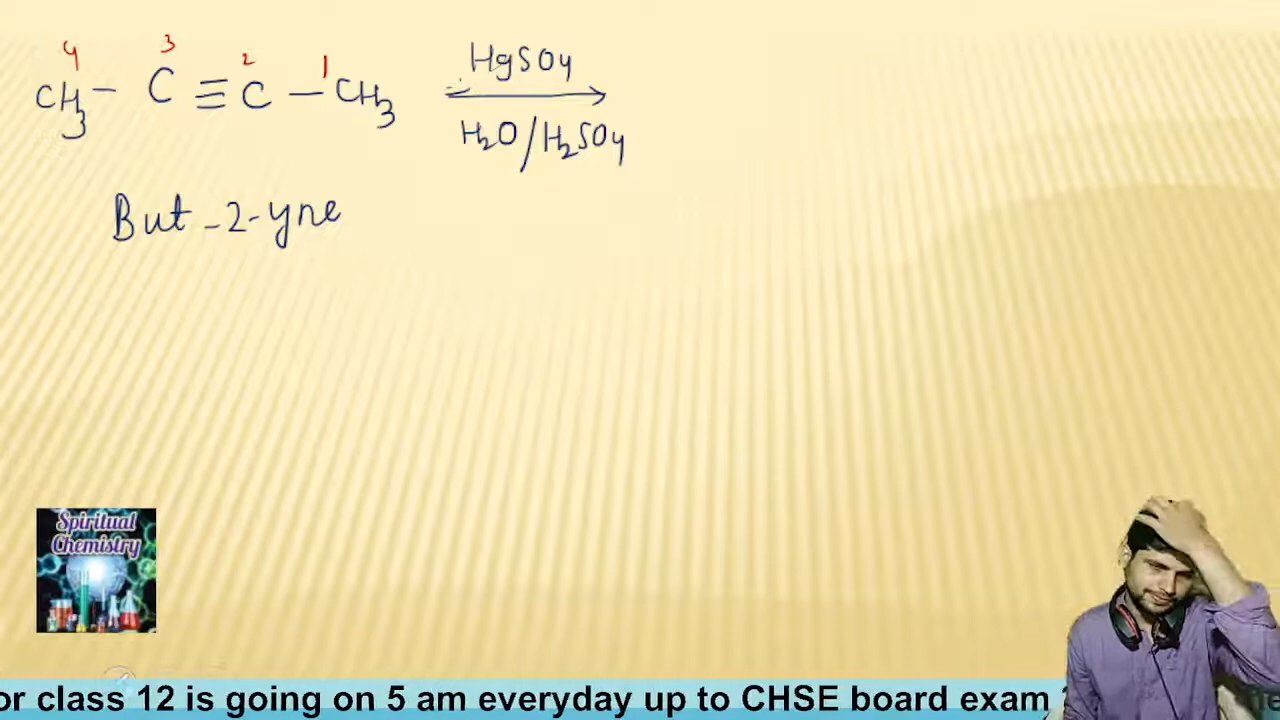 4 3 2 1
CH3 - C ≡ C - CH3
HgSO4
H2O/H2SO4
But-2-yne
Spiritual
Chemistry
or class 12 is going on 5 am everyday up to CHSE board exam